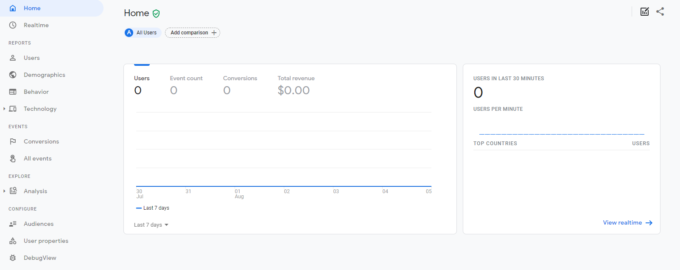 Home
Realtime
REPORTS
Users
Demographics
Behavior
Technology
EVENTS
Conversions
All events
EXPLORE
Analysis
CONFIGURE
Audiences
User properties
DebugView
Home
A All Users
Add comparison +
Users Event count Conversions Total revenue
0 0 0 $0.00
30 31 01 02 03 04 05
Jul Aug
Last 7 days
Last 7 days
USERS IN LAST 30 MINUTES
0
USERS PER MINUTE
TOP COUNTRIES USERS
View realtime